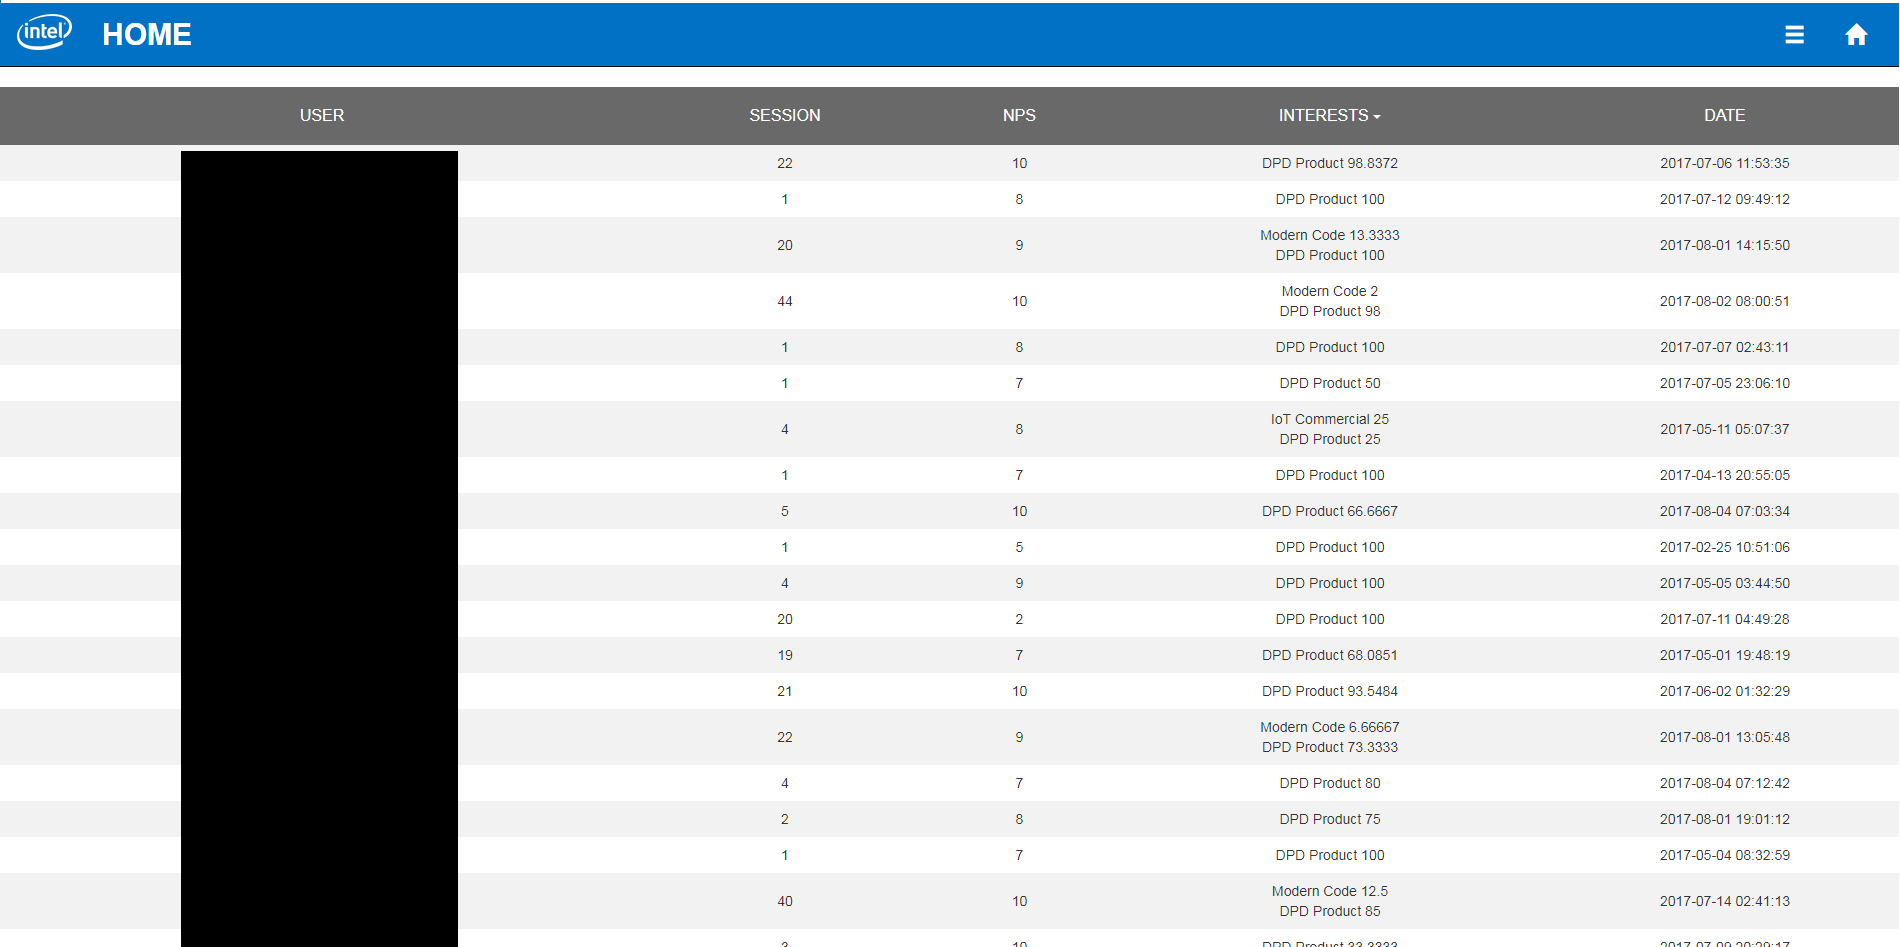 intel HOME
USER SESSION NPS INTERESTS DATE
22 10 DPD Product 98.8372 2017-07-06 11:53:35
1 8 DPD Product 100 2017-07-12 09:49:12
Modern Code 13.3333
20 9 2017-08-01 14:15:50
DPD Product 100
Modern Code 2
44 10 2017-08-02 08:00:51
DPD Product 98
1 8 DPD Product 100 2017-07-07 02:43:11
1 7 DPD Product 50 2017-07-05 23:06:10
IoT Commercial 25
4 8 2017-05-11 05:07:37
DPD Product 25
1 7 DPD Product 100 2017-04-13 20:55:05
5 10 DPD Product 66.6667 2017-08-04 07:03:34
1 5 DPD Product 100 2017-02-25 10:51:06
4 9 DPD Product 100 2017-05-05 03:44:50
20 2 DPD Product 100 2017-07-11 04:49:28
19 7 DPD Product 68.0851 2017-05-01 19:48:19
21 10 DPD Product 93.5484 2017-06-02 01:32:29
Modern Code 6.66667
22 9 2017-08-01 13:05:48
DPD Product 73.3333
4 7 DPD Product 80 2017-08-04 07:12:42
2 8 DPD Product 75 2017-08-01 19:01:12
1 7 DPD Product 100 2017-05-04 08:32:59
Modern Code 12.5
40 10 2017-07-14 02:41:13
DPD Product 85
10 DPD Product